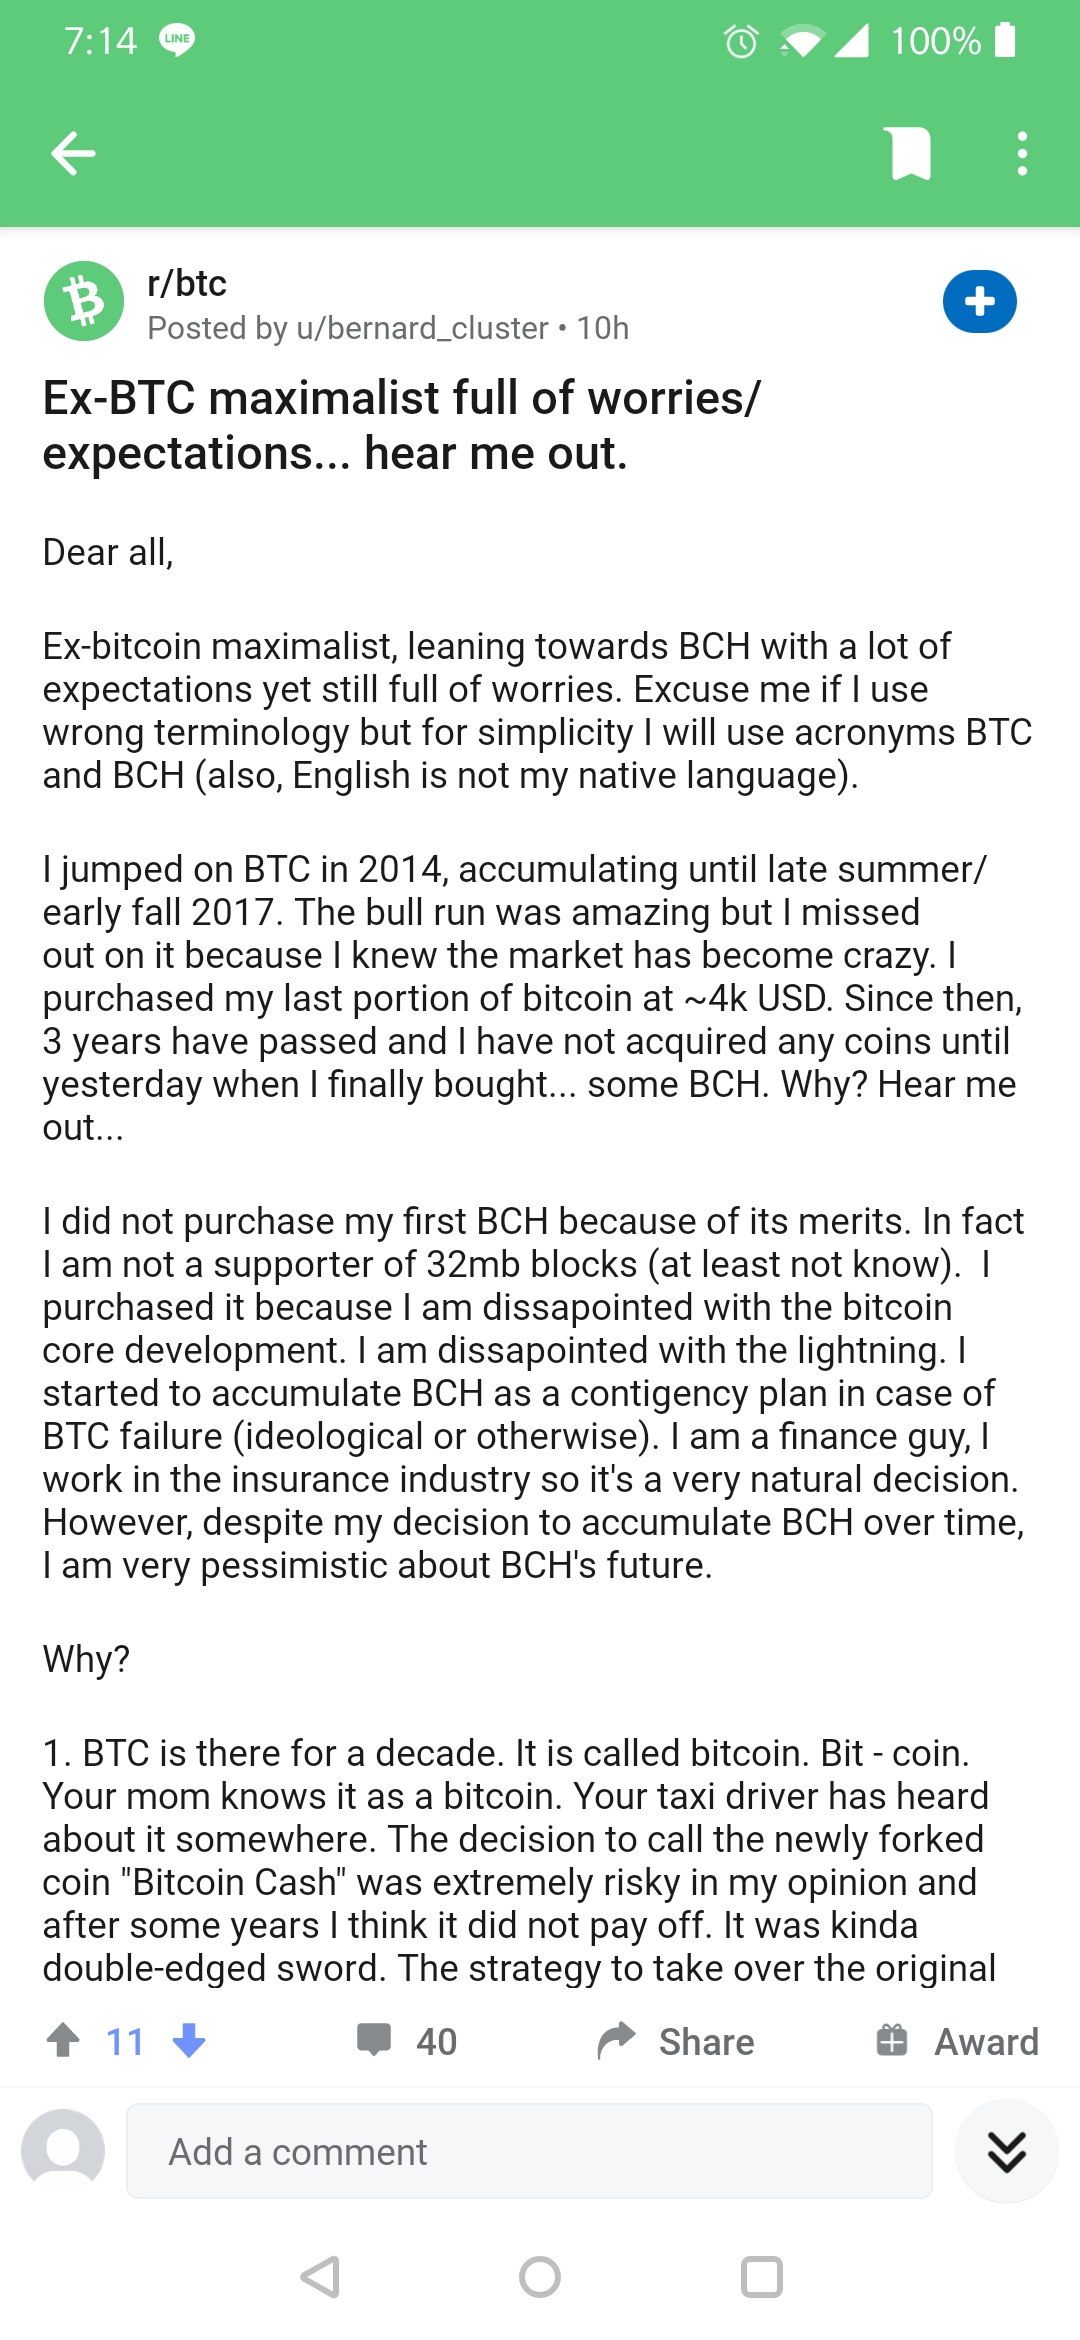 7:14 LINE 100%
r/btc
Posted by u/bernard_cluster • 10h
Ex-BTC maximalist full of worries/
expectations... hear me out.
Dear all,
Ex-bitcoin maximalist, leaning towards BCH with a lot of
expectations yet still full of worries. Excuse me if I use
wrong terminology but for simplicity I will use acronyms BTC
and BCH (also, English is not my native language).
I jumped on BTC in 2014, accumulating until late summer/
early fall 2017. The bull run was amazing but I missed
out on it because I knew the market has become crazy. I
purchased my last portion of bitcoin at ~4k USD. Since then,
3 years have passed and I have not acquired any coins until
yesterday when I finally bought... some BCH. Why? Hear me
out...
I did not purchase my first BCH because of its merits. In fact
I am not a supporter of 32mb blocks (at least not know).  I
purchased it because I am dissapointed with the bitcoin
core development. I am dissapointed with the lightning. I
started to accumulate BCH as a contigency plan in case of
BTC failure (ideological or otherwise). I am a finance guy, I
work in the insurance industry so it's a very natural decision.
However, despite my decision to accumulate BCH over time,
I am very pessimistic about BCH's future.
Why?
1. BTC is there for a decade. It is called bitcoin. Bit - coin.
Your mom knows it as a bitcoin. Your taxi driver has heard
about it somewhere. The decision to call the newly forked
coin "Bitcoin Cash" was extremely risky in my opinion and
after some years I think it did not pay off. It was kinda
double-edged sword. The strategy to take over the original
11 40 Share Award
Add a comment